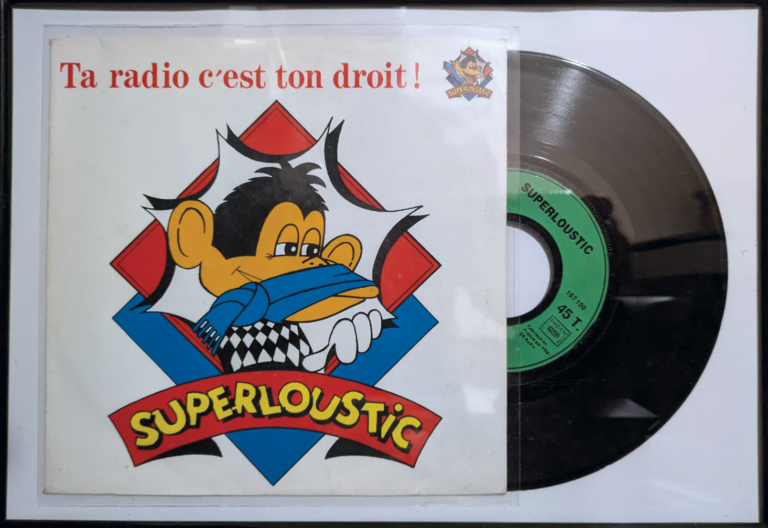 Ta radio c'est ton droit!
SUPERLOUSTIC
SUPERLOUSTIC
SUPERLOUSTIC
45 T.